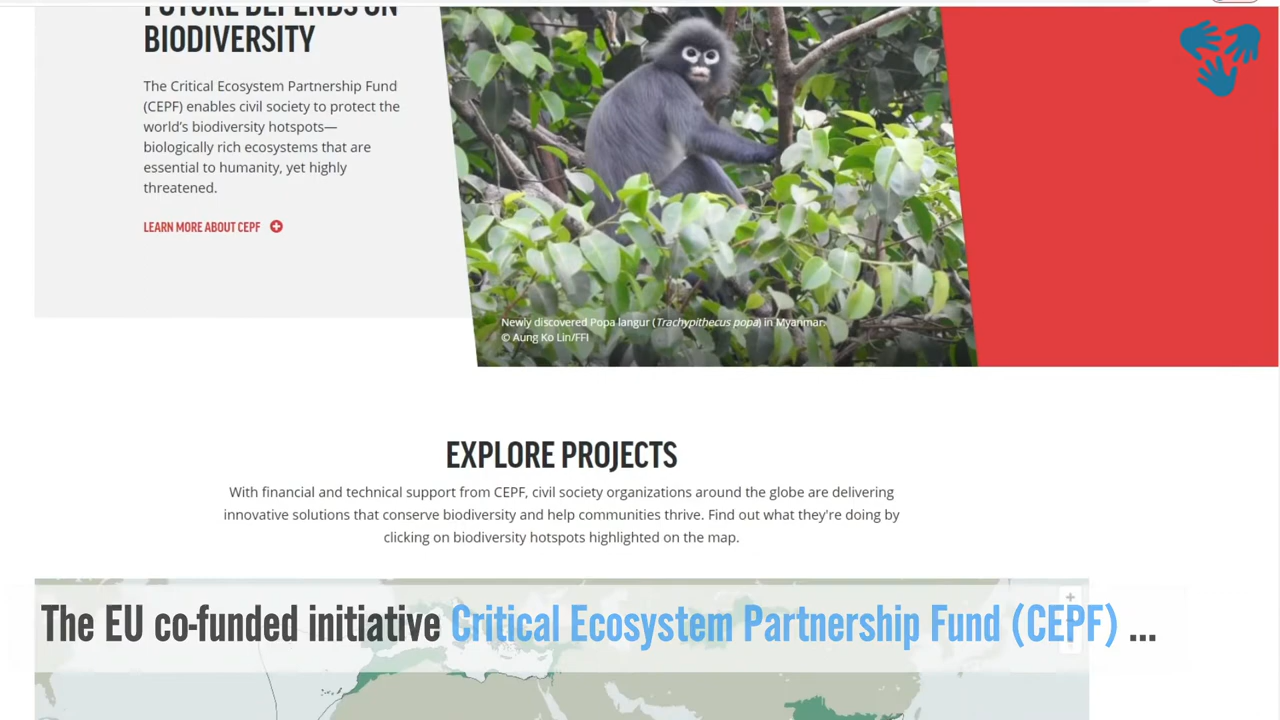 FUTURE DEPENDS ON
BIODIVERSITY
The Critical Ecosystem Partnership Fund
(CEPF) enables civil society to protect the
world's biodiversity hotspots—
biologically rich ecosystems that are
essential to humanity, yet highly
threatened.
LEARN MORE ABOUT CEPF
Newly discovered Popa langur (Trachypithecus popa) in Myanmar.
© Aung Ko Lin/FFI
EXPLORE PROJECTS
With financial and technical support from CEPF, civil society organizations around the globe are delivering
innovative solutions that conserve biodiversity and help communities thrive. Find out what they're doing by
clicking on biodiversity hotspots highlighted on the map.
The EU co-funded initiative Critical Ecosystem Partnership Fund (CEPF) ...